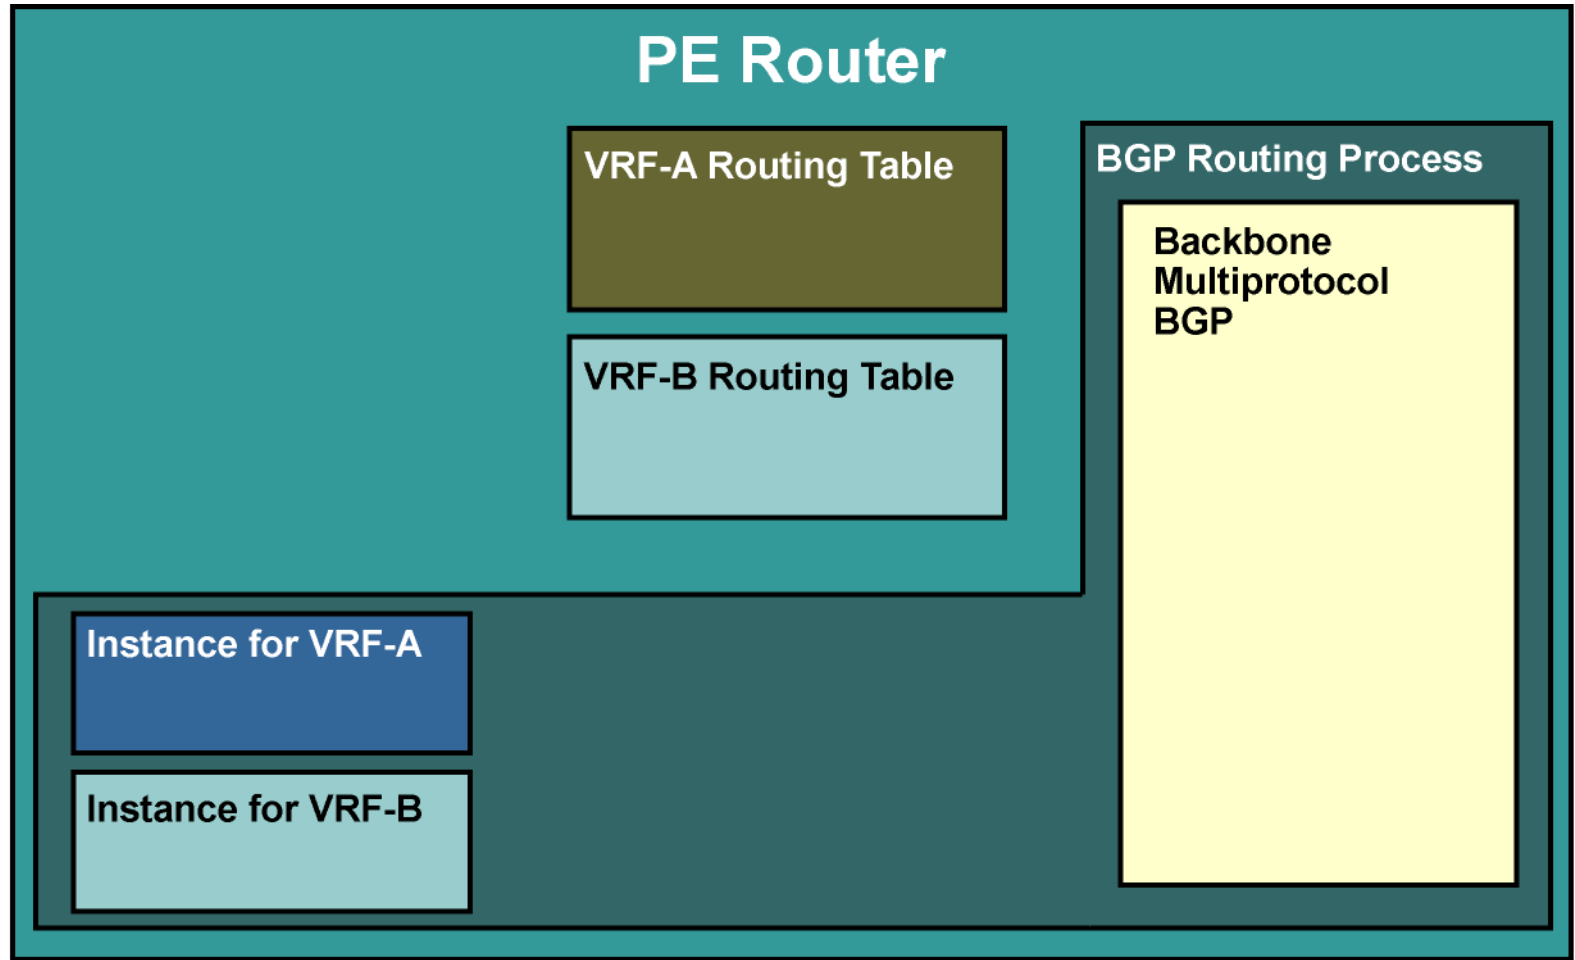 PE Router
VRF-A Routing Table
BGP Routing Process
Backbone
Multiprotocol
BGP
VRF-B Routing Table
Instance for VRF-A
Instance for VRF-B